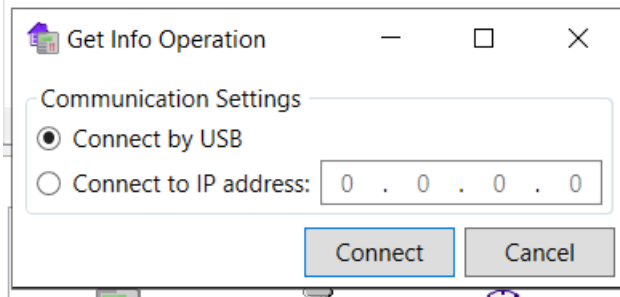 Get Info Operation
Communication Settings
Connect by USB
Connect to IP address: 0 . 0 . 0 . 0
Connect Cancel